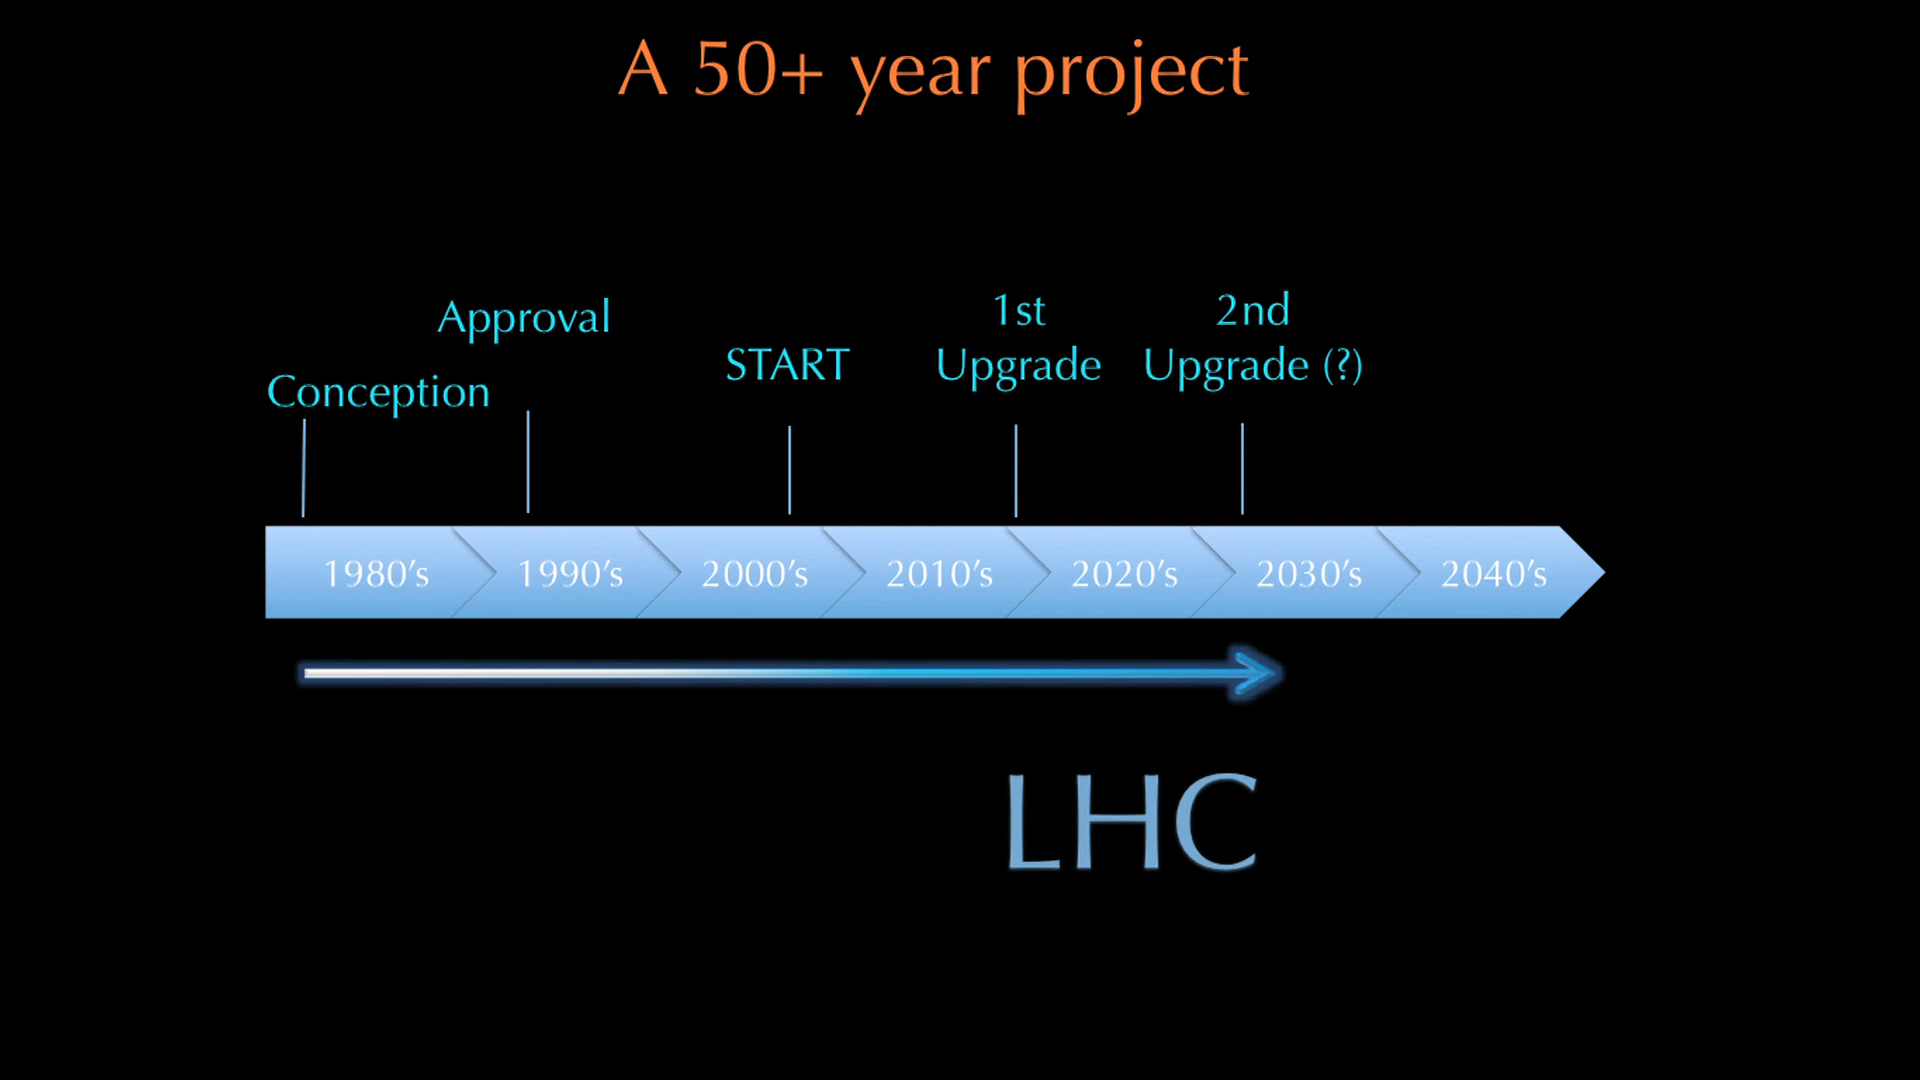 A 50+ year project
Conception
Approval
START
1st
Upgrade
2nd
Upgrade (?)
1980's
1990's
2000's
2010's
2020's
2030's
2040's
LHC